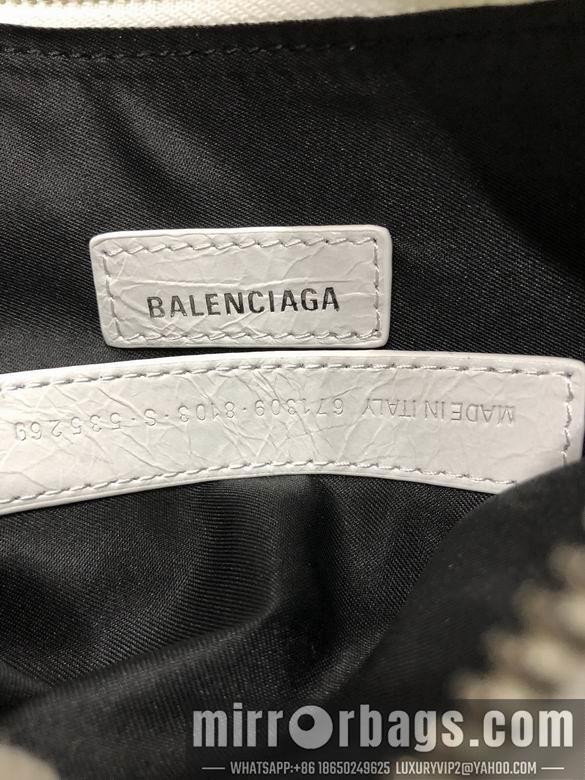 BALENCIAGA
MADE IN ITALY 671309·8103·S·535269
mirrorbags.com
WHATSAPP:+86 18650249625 LUXURYVIP2@YAHOO.COM